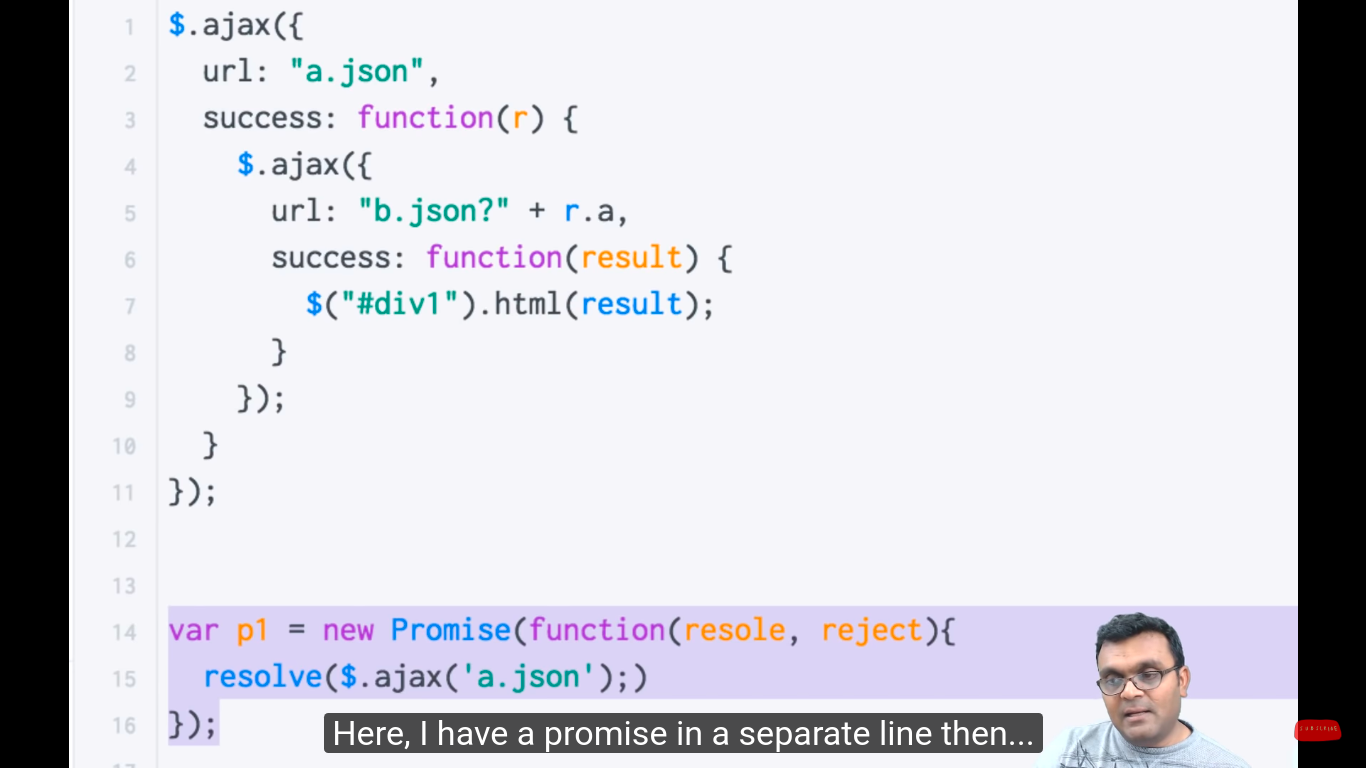 1 $.ajax({
2 url: "a.json",
3 success: function(r) {
4 $.ajax({
5 url: "b.json?" + r.a,
6 success: function(result) {
7 $("#div1").html(result);
8 }
9 });
10 }
11 });
12
13
14 var p1 = new Promise(function(resole, reject){
15 resolve($.ajax('a.json');)
16 });
Here, I have a promise in a separate line then...
SUBSCRIBE